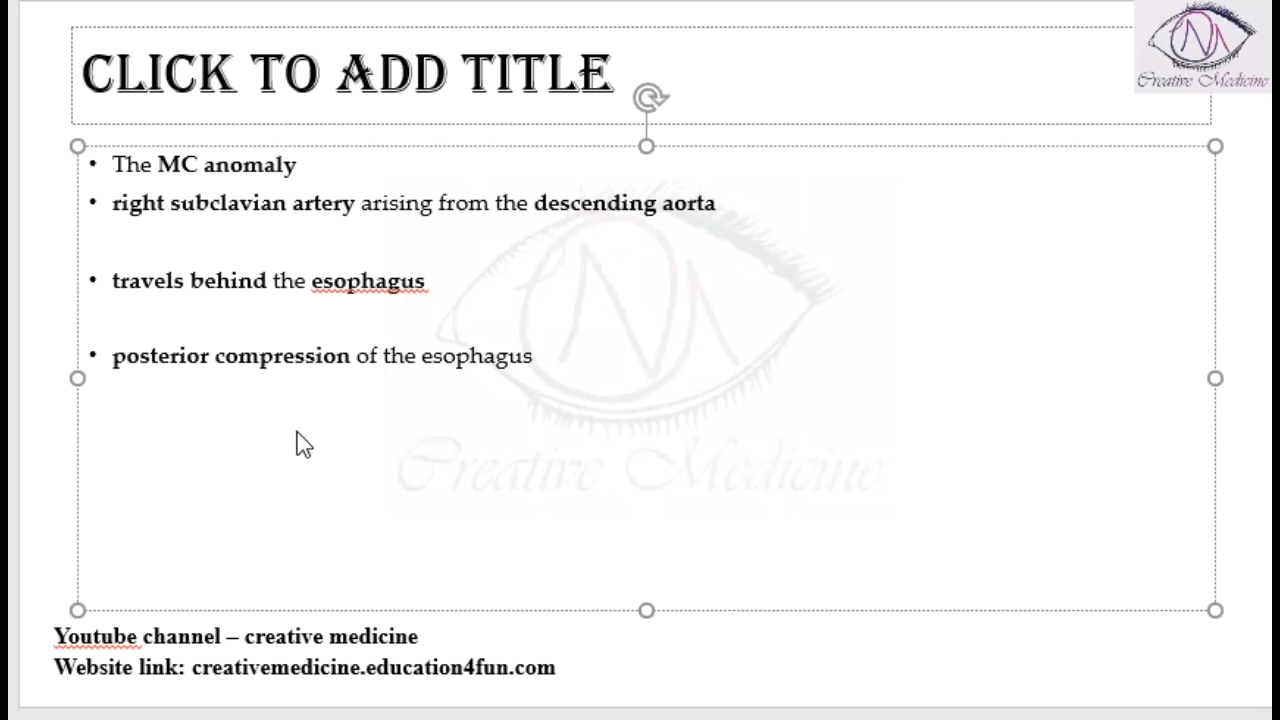 CLICK TO ADD TITLE
Creative Medicine
• The MC anomaly
• right subclavian artery arising from the descending aorta
• travels behind the esophagus
• posterior compression of the esophagus
Creative Medicine
Youtube channel – creative medicine
Website link: creativemedicine.education4fun.com